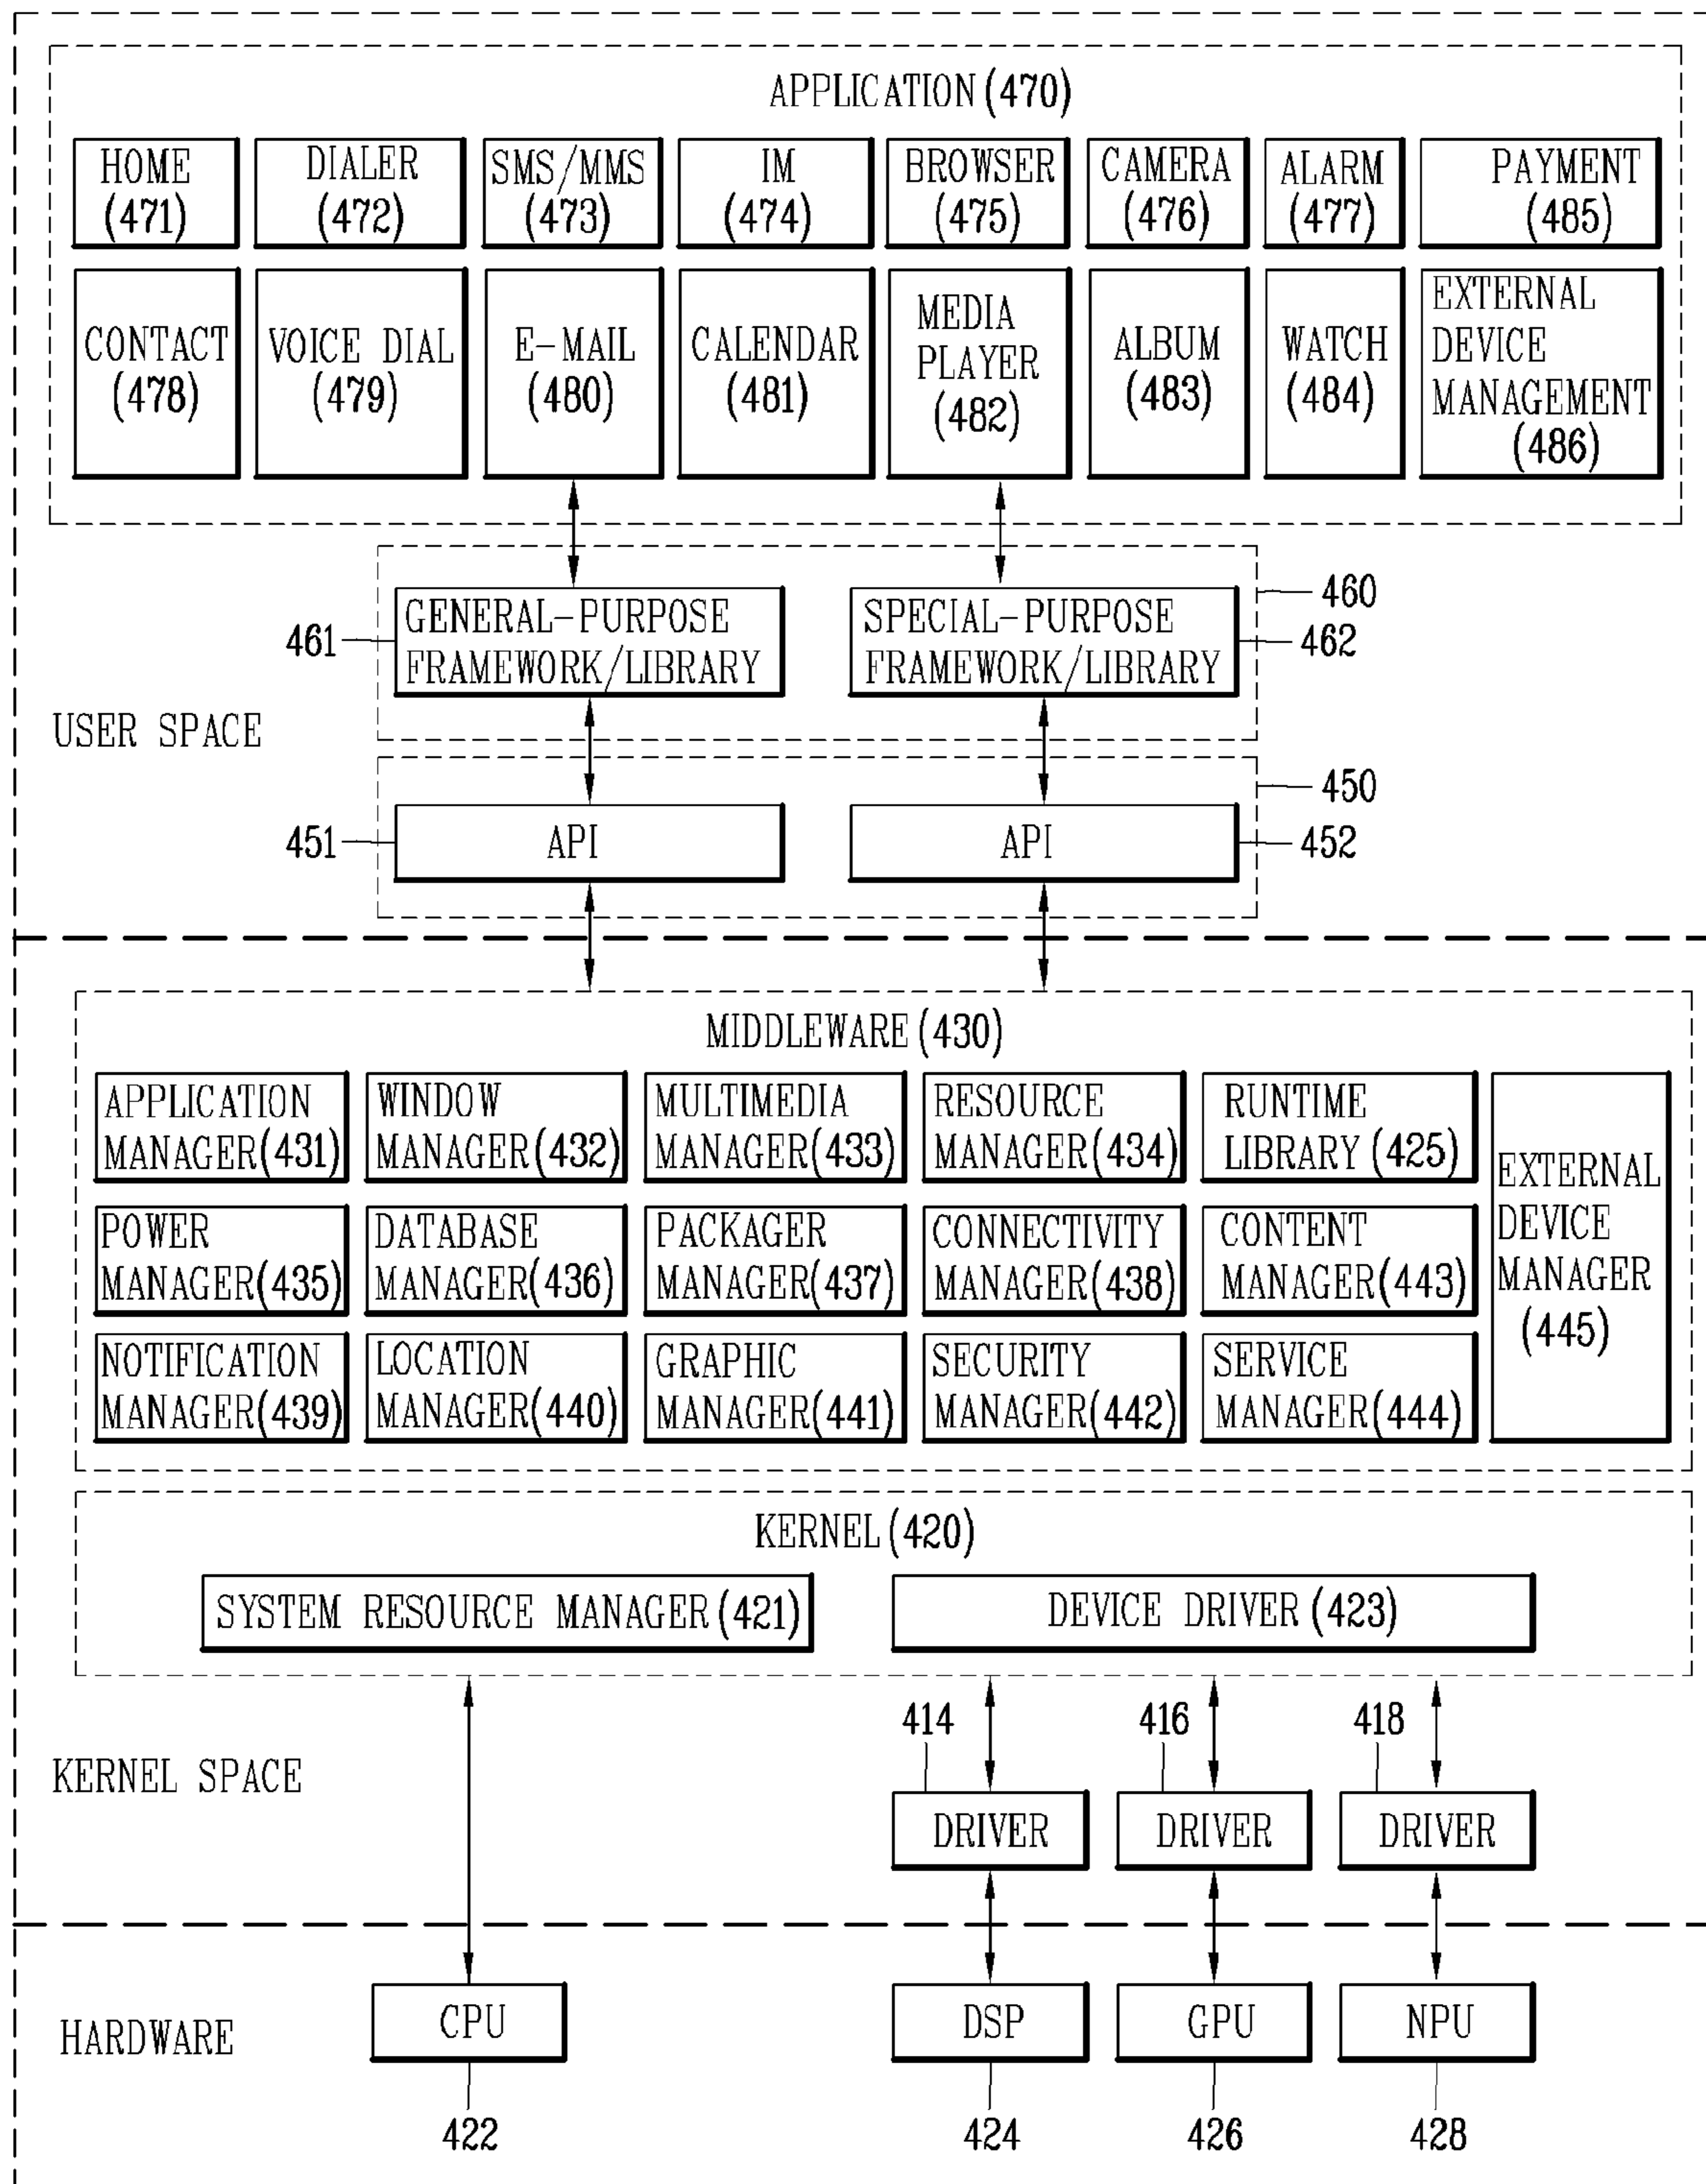 APPLICATION(470)
HOME
(471)
DIALER
(472)
SMS/MMS
(473)
IM
(474)
BROWSER
(475)
CAMERA
(476)
ALARM
(477)
PAYMENT
(485)
CONTACT
(478)
VOICE DIAL
(479)
E-MAIL
(480)
CALENDAR
(481)
MEDIA
PLAYER
(482)
ALBUM
(483)
WATCH
(484)
EXTERNAL
DEVICE
MANAGEMENT
(486)
460
461
GENERAL-PURPOSE
FRAMEWORK/LIBRARY
SPECIAL-PURPOSE
FRAMEWORK/LIBRARY
462
USER SPACE
450
451
API
API
452
MIDDLEWARE(430)
APPLICATION
MANAGER(431)
WINDOW
MANAGER(432)
MULTIMEDIA
MANAGER(433)
RESOURCE
MANAGER(434)
RUNTIME
LIBRARY(425)
EXTERNAL
DEVICE
MANAGER
(445)
POWER
MANAGER(435)
DATABASE
MANAGER(436)
PACKAGER
MANAGER(437)
CONNECTIVITY
MANAGER(438)
CONTENT
MANAGER(443)
NOTIFICATION
MANAGER(439)
LOCATION
MANAGER(440)
GRAPHIC
MANAGER(441)
SECURITY
MANAGER(442)
SERVICE
MANAGER(444)
KERNEL(420)
SYSTEM RESOURCE MANAGER(421)
DEVICE DRIVER(423)
414
416
418
KERNEL SPACE
DRIVER
DRIVER
DRIVER
HARDWARE
CPU
DSP
GPU
NPU
422
424
426
428